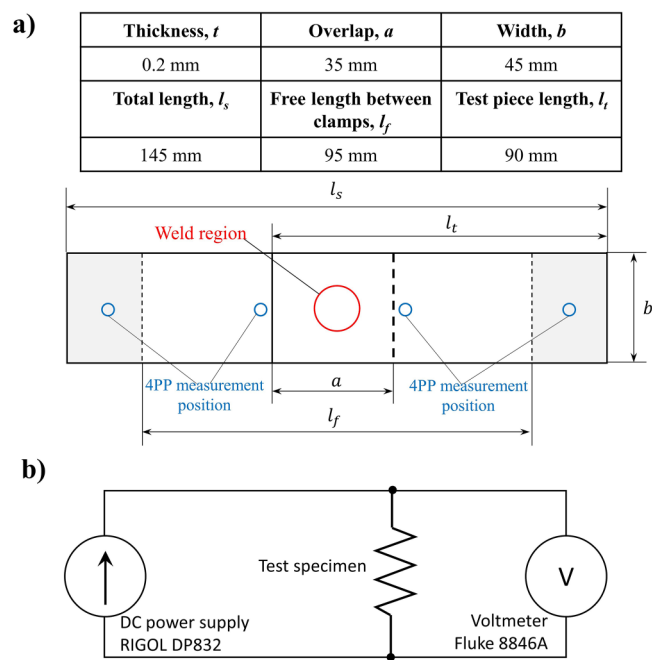 a)
Thickness, t Overlap, a Width, b
0.2 mm 35 mm 45 mm
Total length, lₛ Free length between clamps, l_f Test piece length, lₜ
145 mm 95 mm 90 mm
lₛ
Weld region
lₜ
b
4PP measurement
position
a
4PP measurement
position
l_f
b)
Test specimen
V
DC power supply
RIGOL DP832
Voltmeter
Fluke 8846A